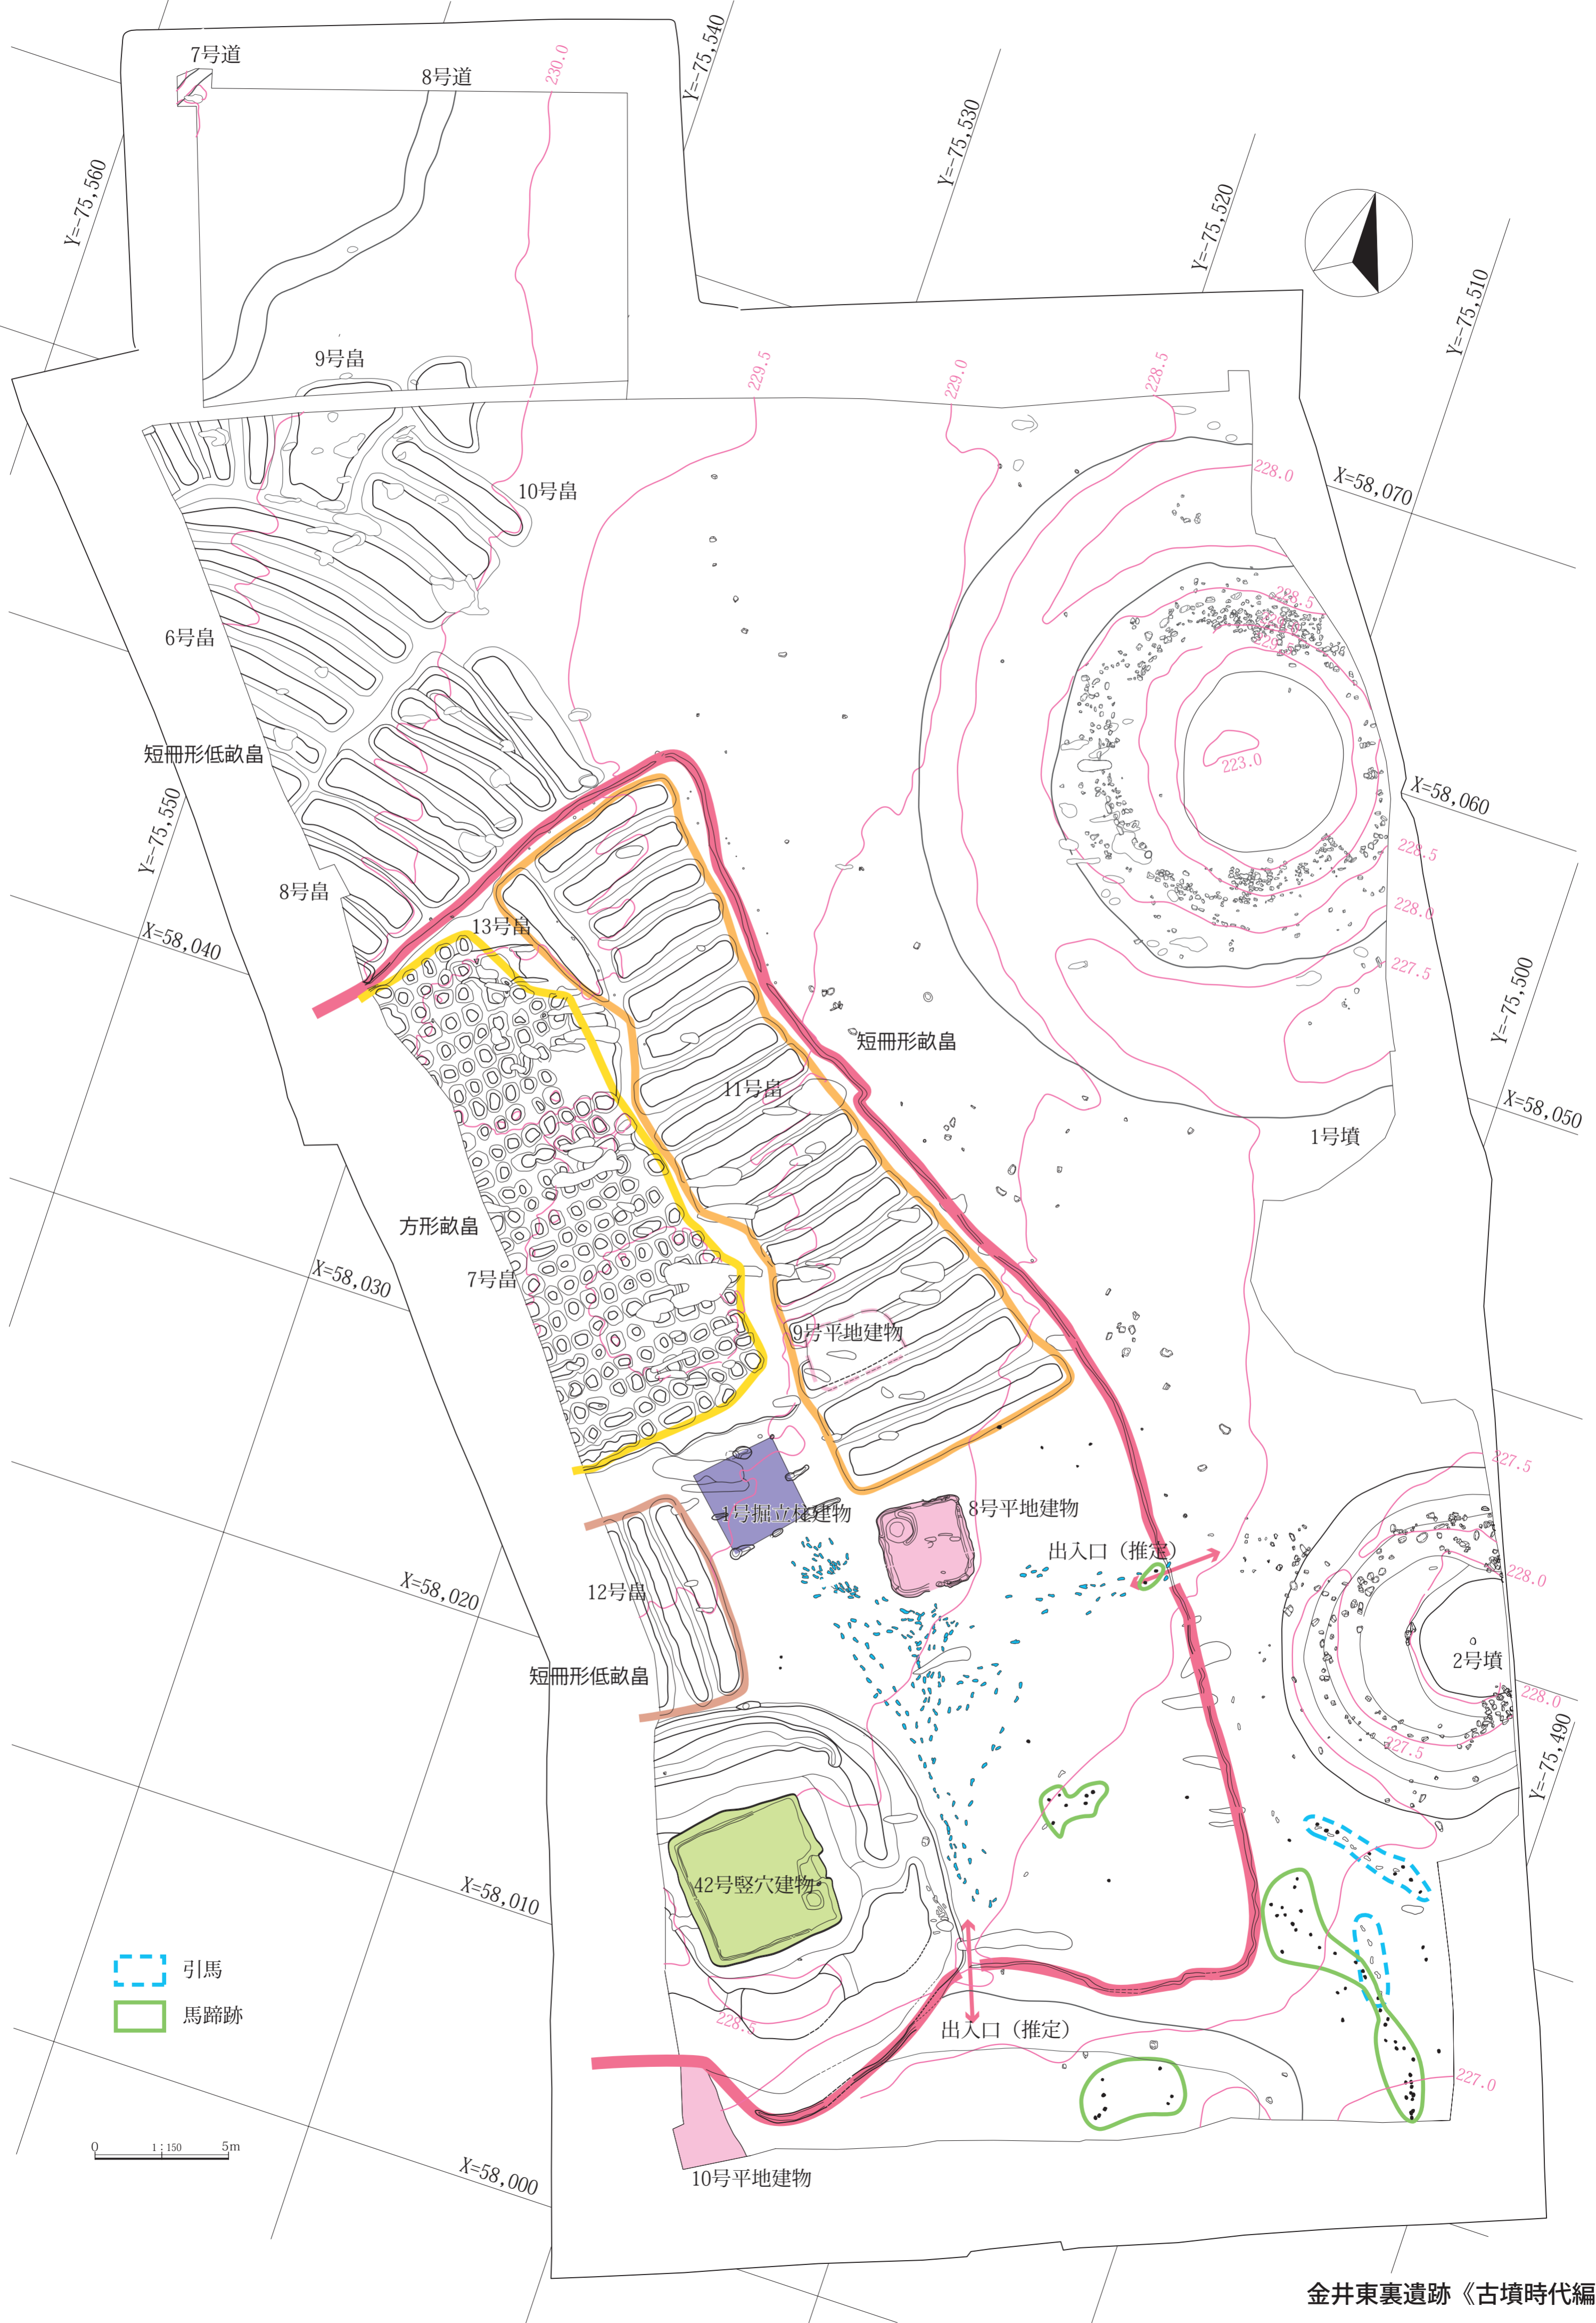 7号道
8号道
230.0
Y=-75,540
Y=-75,530
Y=-75,560
Y=-75,520
Y=-75,510
9号畠
229.5
229.0
228.5
228.0
X=58,070
10号畠
228.5
6号畠
短冊形低畝畠
223.0
X=58,060
Y=-75,550
228.5
8号畠
228.0
13号畠
X=58,040
227.5
Y=-75,500
短冊形畝畠
11号畠
X=58,050
1号墳
方形畝畠
7号畠
X=58,030
9号平地建物
227.5
1号掘立柱建物
8号平地建物
出入口（推定）
228.0
X=58,020
12号畠
2号墳
短冊形低畝畠
228.0
227.5
Y=-75,490
42号竪穴建物
X=58,010
引馬
馬蹄跡
228.5
出入口（推定）
227.0
0 1：150 5m
X=58,000
10号平地建物
金井東裏遺跡《古墳時代編